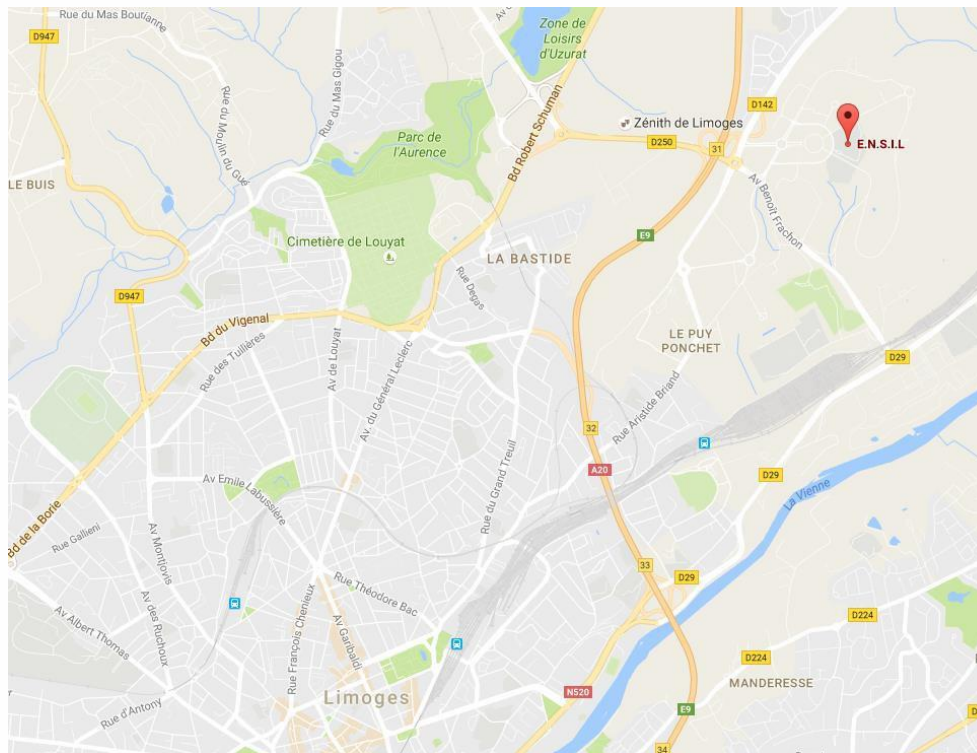 Rue du Mas Boutianne
D947
Rue du Mas Gigou
Zone de
Loisirs
d'Uzurat
D142
Zénith de Limoges
E.N.S.I.L
Rue du Moulin du Gué
Parc de
l'Aurence
Bd Robert Schuman
D250
31
LE BUIS
Av Benoît Frachon
E9
Cimetière de Louyat
LA BASTIDE
Rue Degas
D947
Bd du Vigenal
Rue des Tuilières
Av de Louyat
Av. du Général Leclerc
LE PUY
PONCHET
D29
Rue Aristide Briand
32
A20
Rue du Grand Treuil
D29
La Vienne
Av Emile Labussière
Bd de la Borie
Rue Gallieni
Av Montjovis
33
D29
Rue Théodore Bac
Av des Ruchoux
Av Albert Thomas
Rue François Chenieux
Av Garibaldi
D224
D224
MANDERESSE
Limoges
N520
E9
Rue d'Antony
34